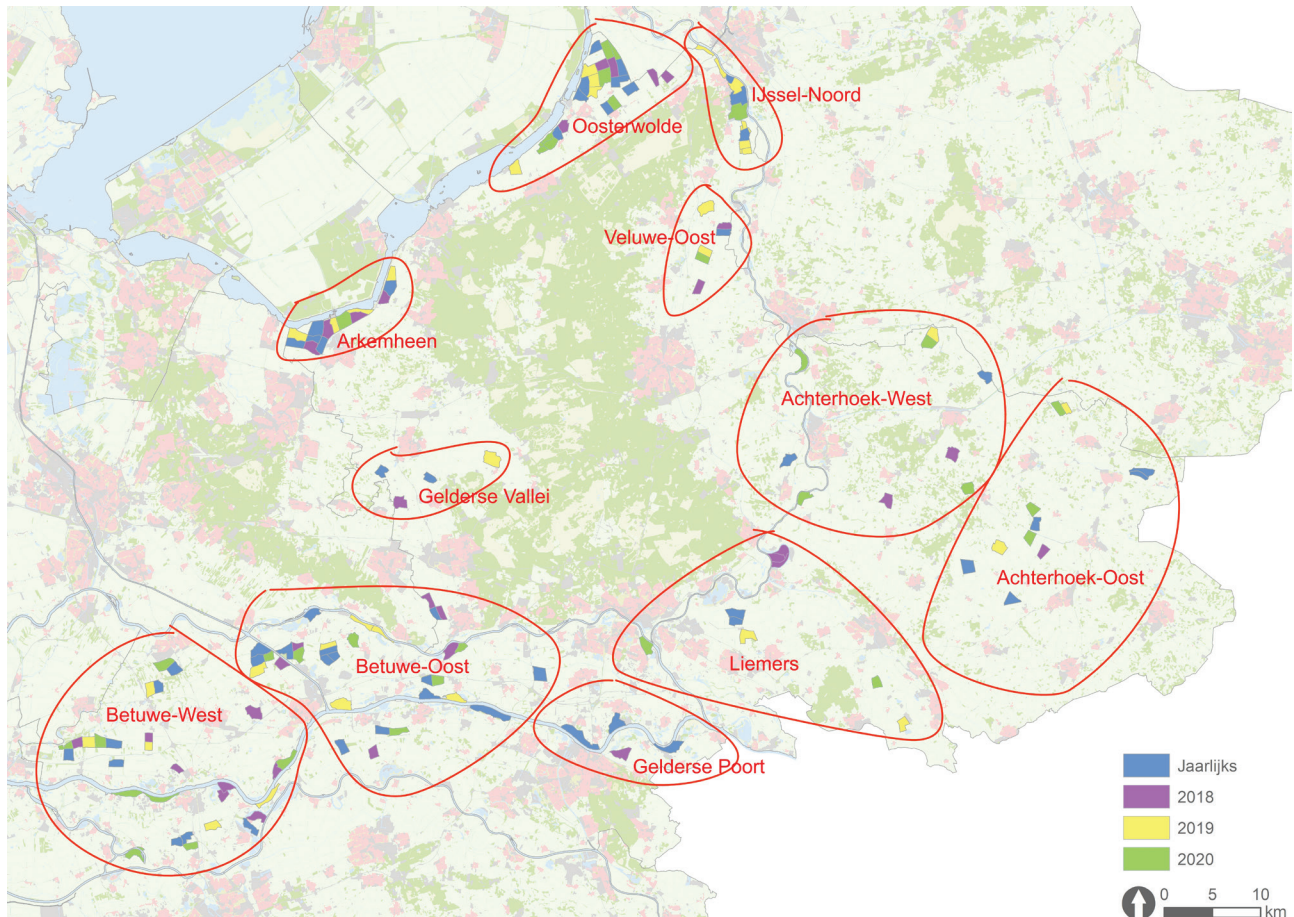 IJssel-Noord
Oosterwolde
Veluwe-Oost
Arkemheen
Achterhoek-West
Gelderse Vallei
Achterhoek-Oost
Betuwe-Oost
Liemers
Betuwe-West
Gelderse Poort
Jaarlijks
2018
2019
2020
0 5 10
km